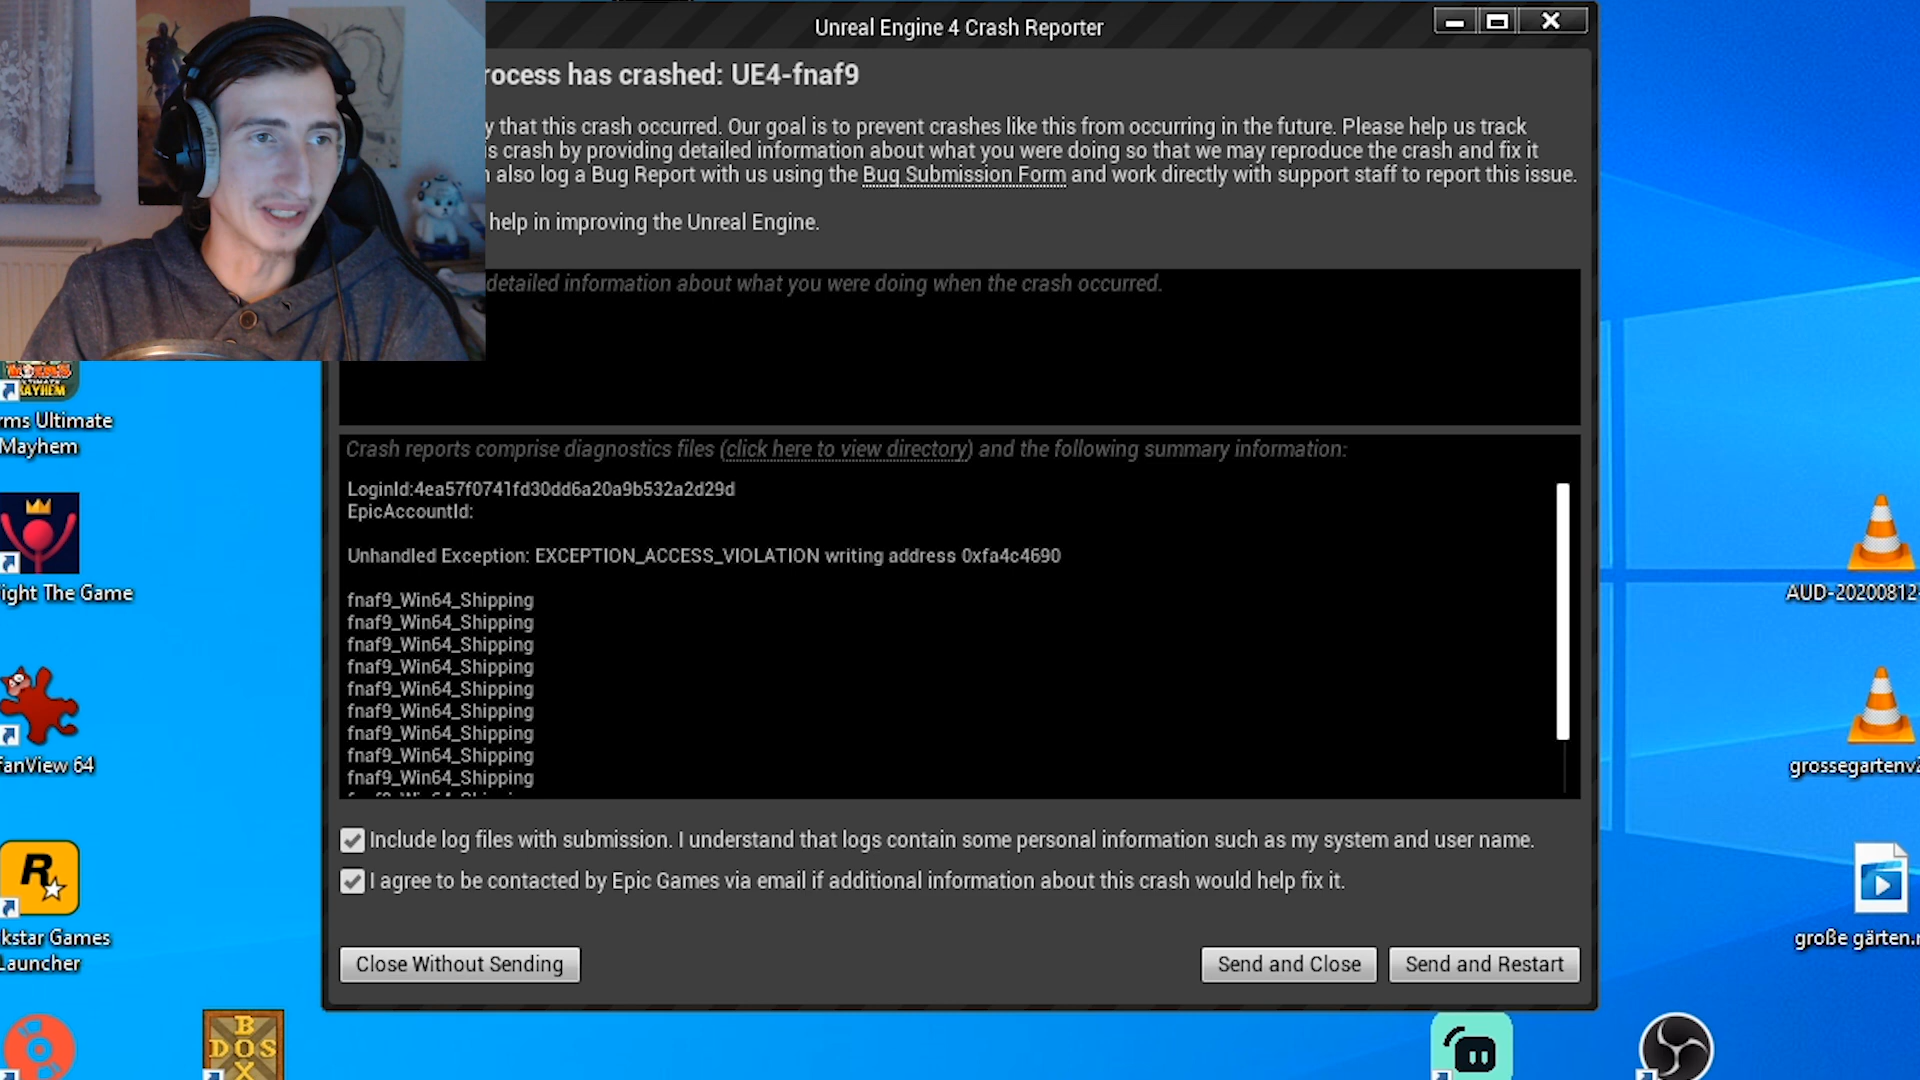 Unreal Engine 4 Crash Reporter
rocess has crashed: UE4-fnaf9
y that this crash occurred. Our goal is to prevent crashes like this from occurring in the future. Please help us track
is crash by providing detailed information about what you were doing so that we may reproduce the crash and fix it
also log a Bug Report with us using the Bug Submission Form and work directly with support staff to report this issue.
help in improving the Unreal Engine.
detailed information about what you were doing when the crash occurred.
Crash reports comprise diagnostics files (click here to view directory) and the following summary information:
LoginId:4ea57f0741fd30dd6a20a9b532a2d29d
EpicAccountId:
Unhandled Exception: EXCEPTION_ACCESS_VIOLATION writing address 0xfa4c4690
fnaf9_Win64_Shipping
fnaf9_Win64_Shipping
fnaf9_Win64_Shipping
fnaf9_Win64_Shipping
fnaf9_Win64_Shipping
fnaf9_Win64_Shipping
fnaf9_Win64_Shipping
fnaf9_Win64_Shipping
fnaf9_Win64_Shipping
Include log files with submission. I understand that logs contain some personal information such as my system and user name.
I agree to be contacted by Epic Games via email if additional information about this crash would help fix it.
Close Without Sending
Send and Close
Send and Restart
MAYHEM
rms Ultimate
Mayhem
ight The Game
fanView 64
R
kstar Games
Launcher
B
DOS
X
AUD-20200812-
grossegartenv2
große gärten.